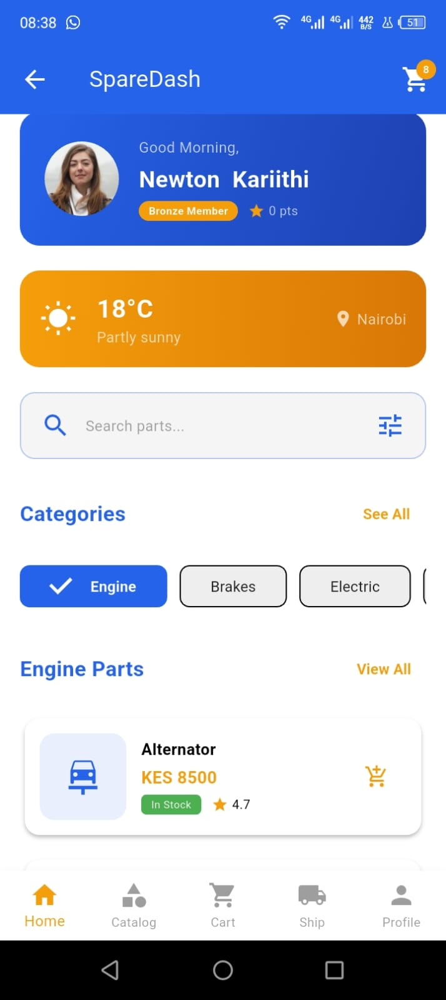 08:38 4G 4G 442 B/S 51
SpareDash 8
Good Morning,
Newton Kariithi
Bronze Member 0 pts
18°C
Partly sunny
Nairobi
Search parts...
Categories See All
Engine Brakes Electric
Engine Parts View All
Alternator
KES 8500
In Stock 4.7
Home Catalog Cart Ship Profile